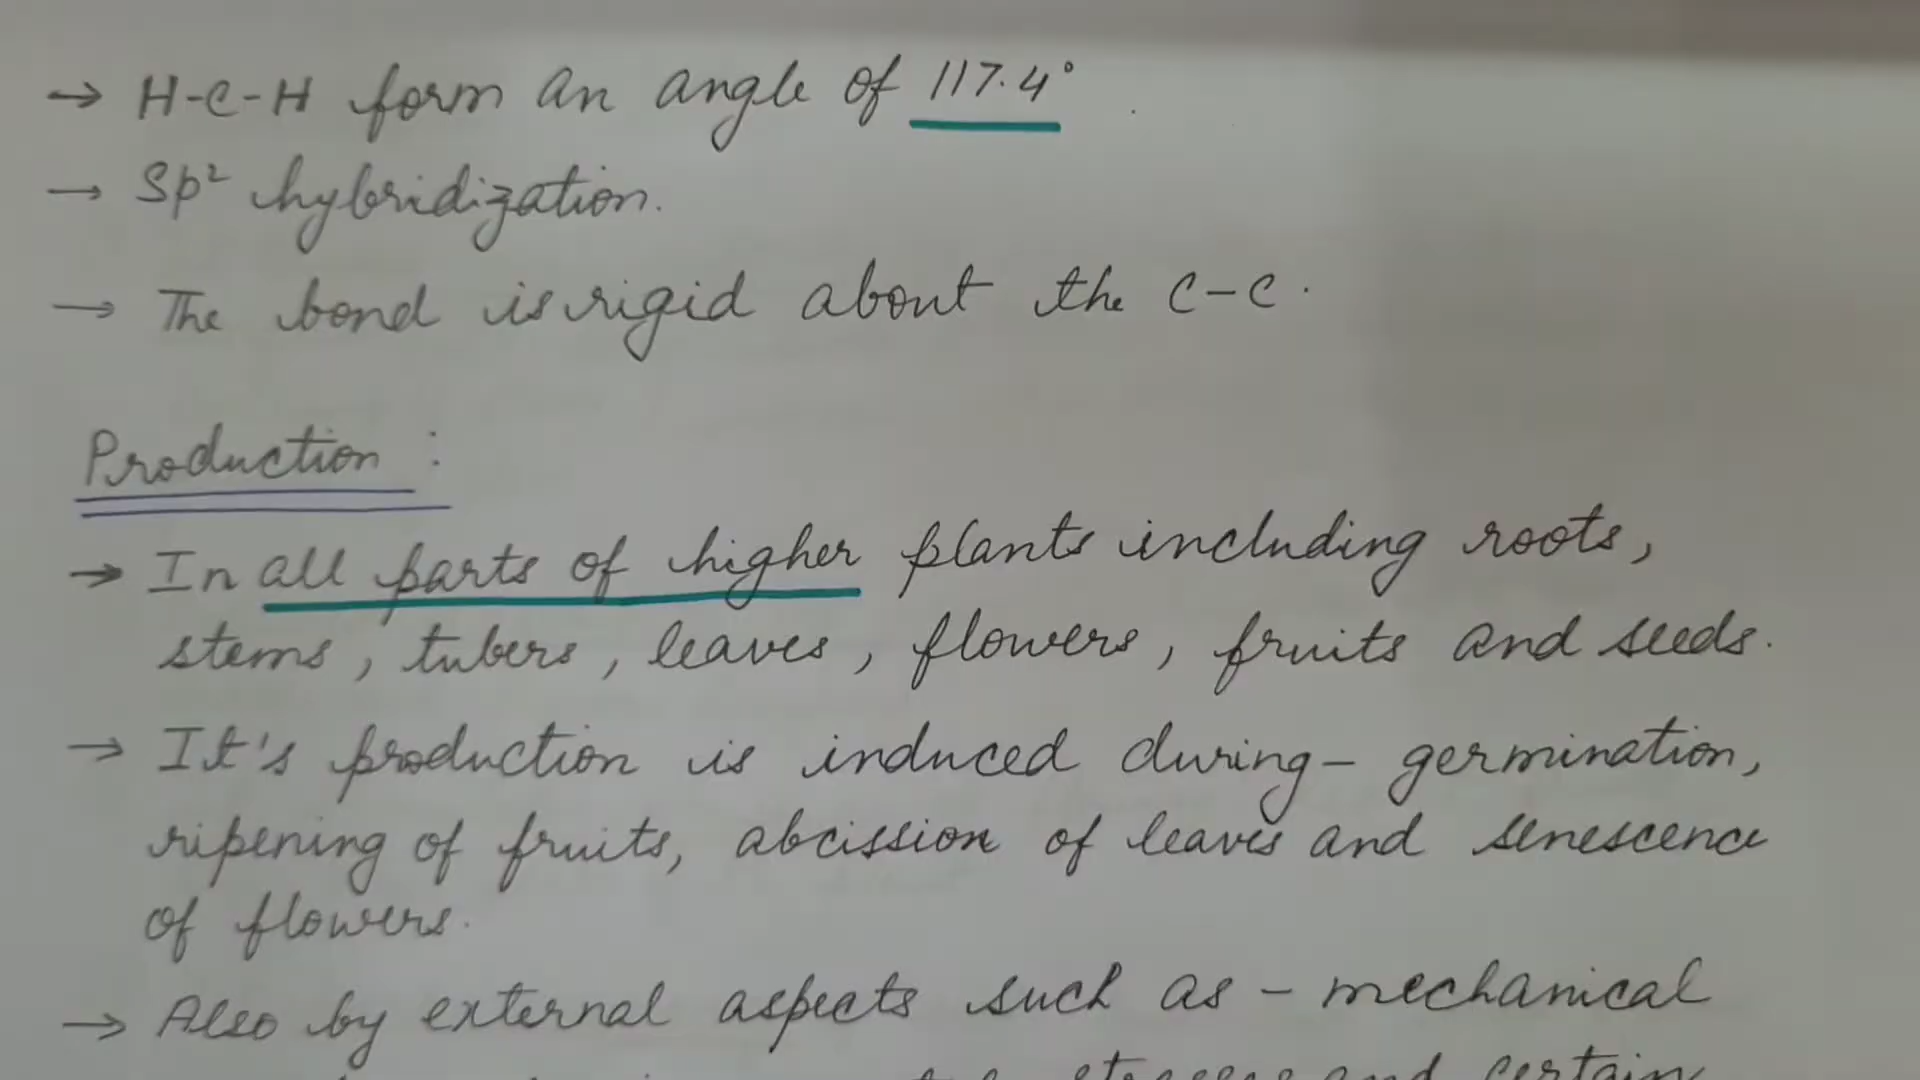 → H-C-H form an angle of 117.4°
→ Sp² hybridization.
→ The bond is rigid about the C-C.
Production :
→ In all parts of higher plants including roots,
stems, tubers, leaves, flowers, fruits and seeds.
→ It's production is induced during- germination,
ripening of fruits, abcission of leaves and senescence
of flowers.
→ Also by external aspects such as - mechanical
and certain